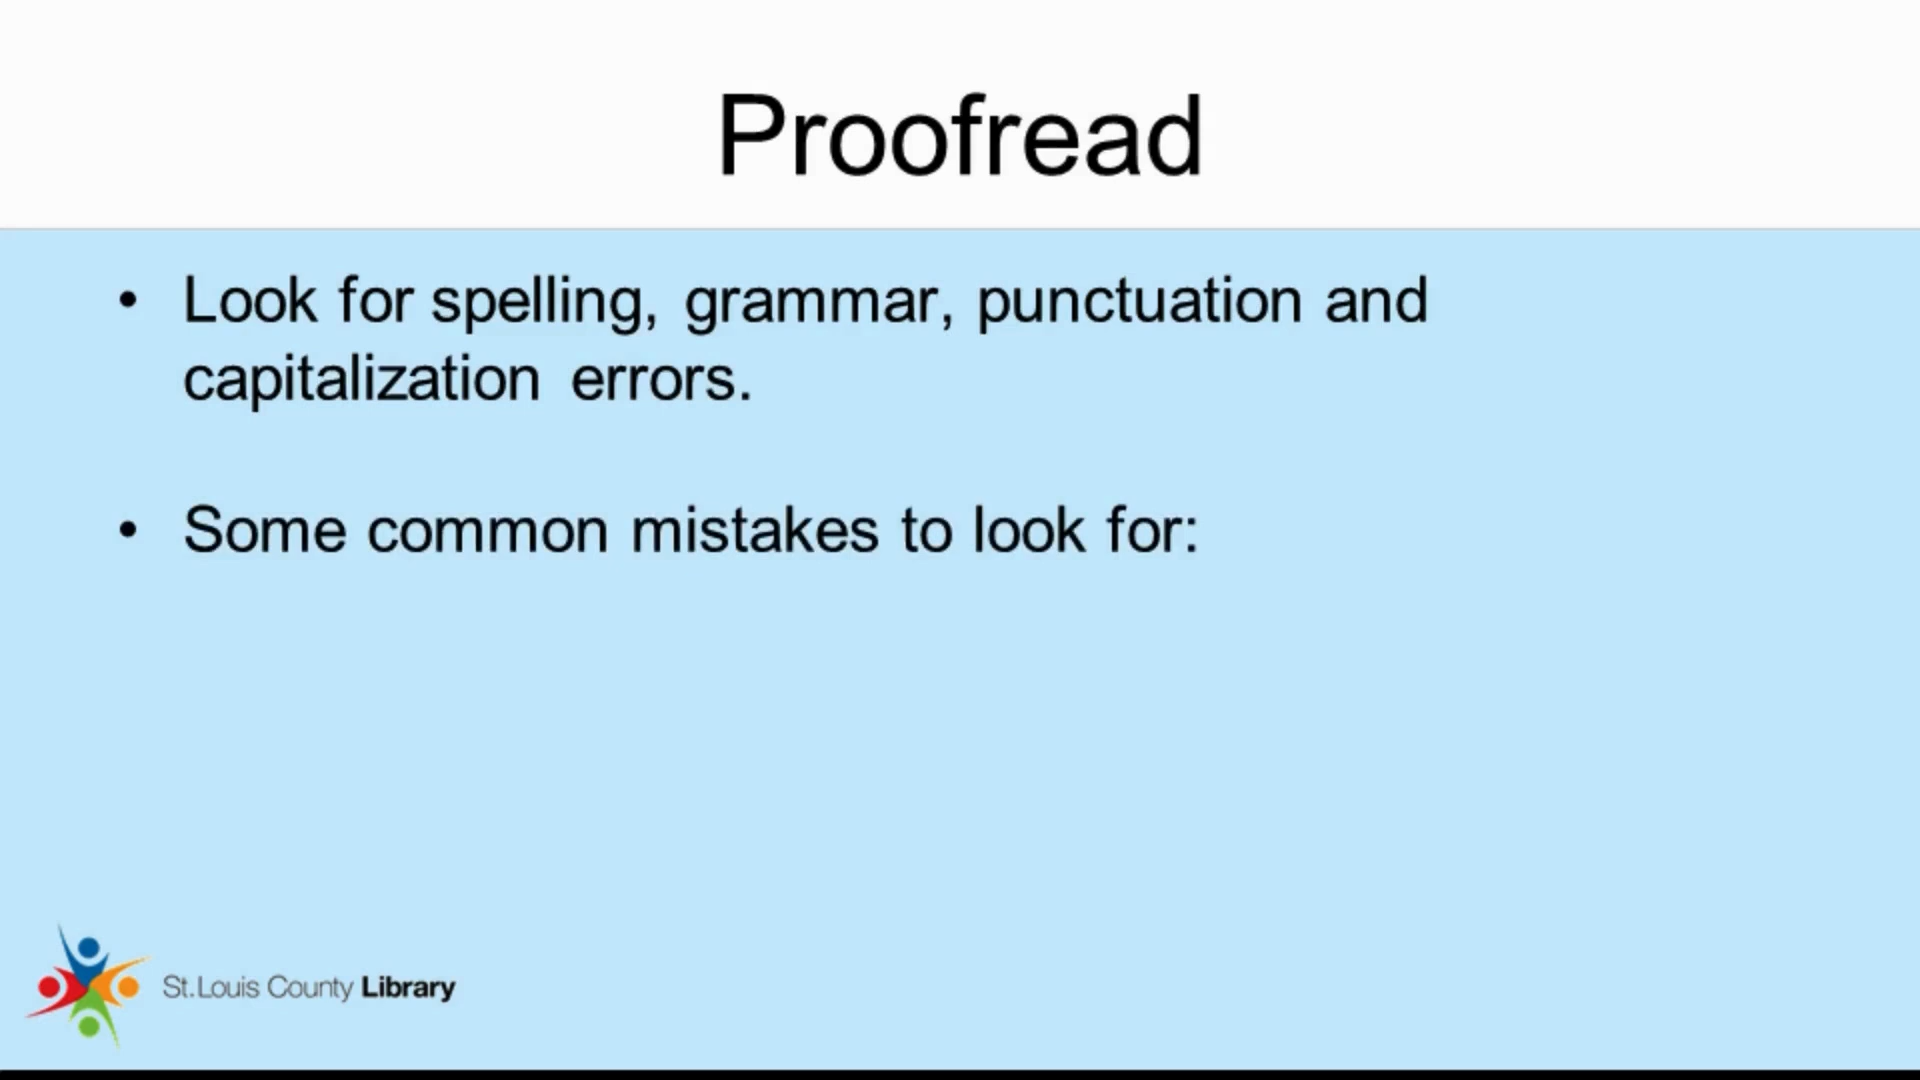 Proofread
• Look for spelling, grammar, punctuation and
capitalization errors.
• Some common mistakes to look for:
St. Louis County Library